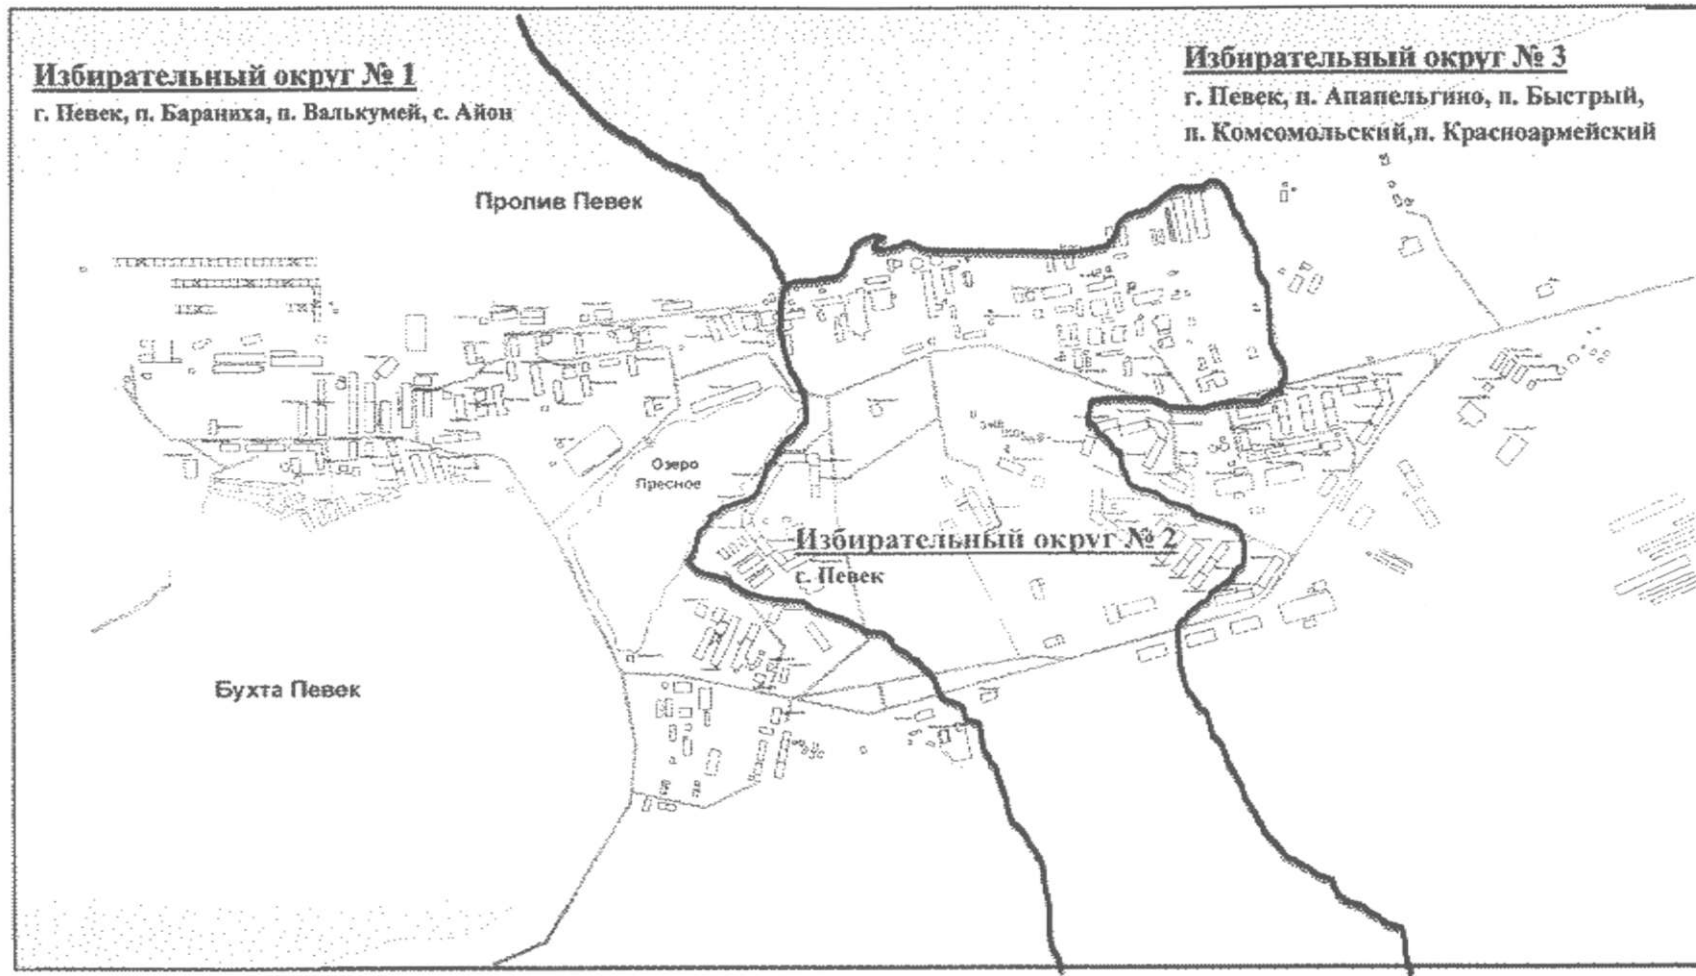 Избирательный округ № 1
г. Певек, п. Бараниха, п. Валькумей, с. Айон
Избирательный округ № 3
г. Певек, п. Апапельгино, п. Быстрый,
п. Комсомольский,п. Красноармейский
Пролив Певек
Озеро
Пресное
Избирательный округ № 2
г. Певек
Бухта Певек